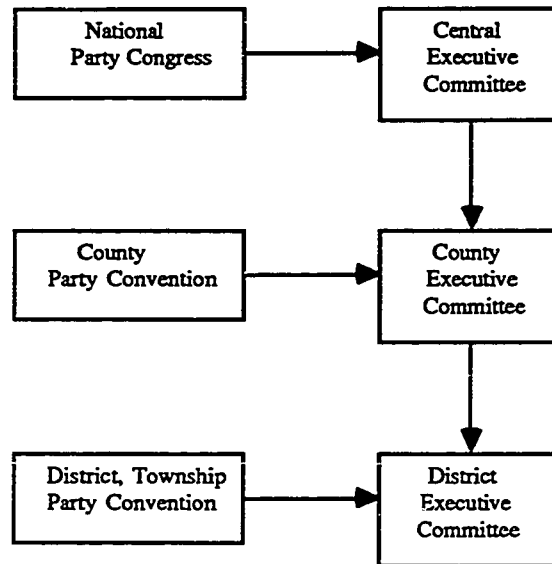 National
Party Congress
Central
Executive
Committee
County
Party Convention
County
Executive
Committee
District, Township
Party Convention
District
Executive
Committee